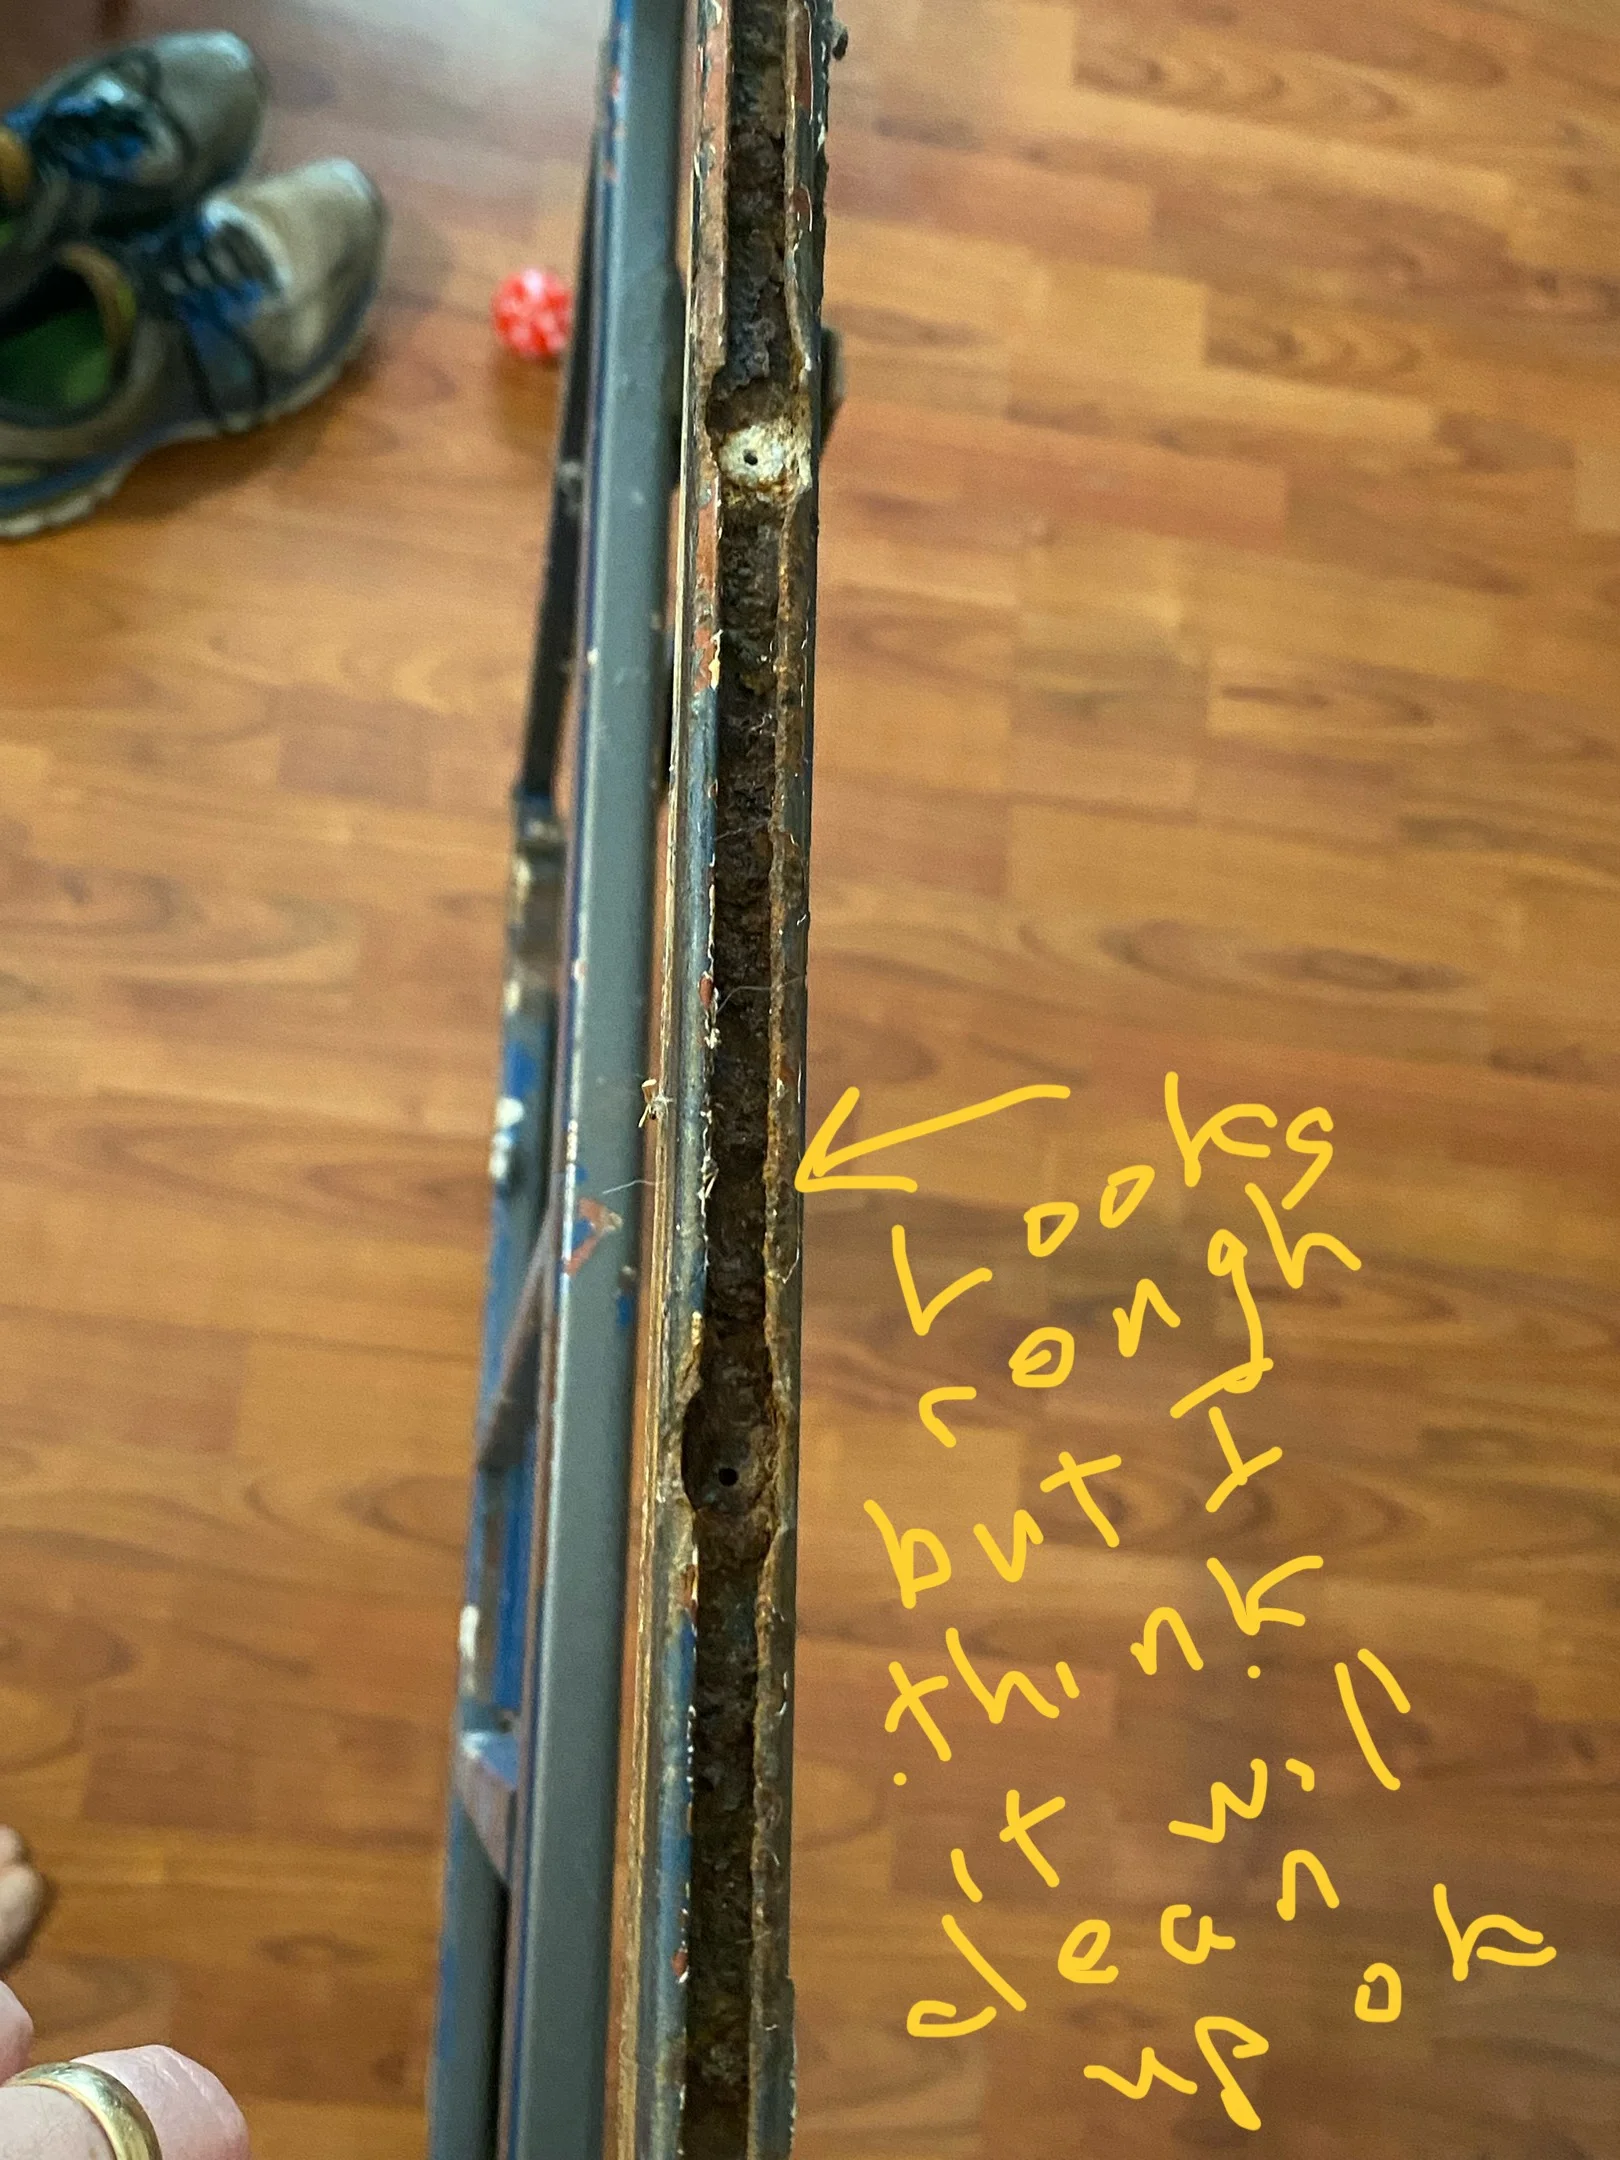 Looks
rough
but I
think
it will
clean
up ok